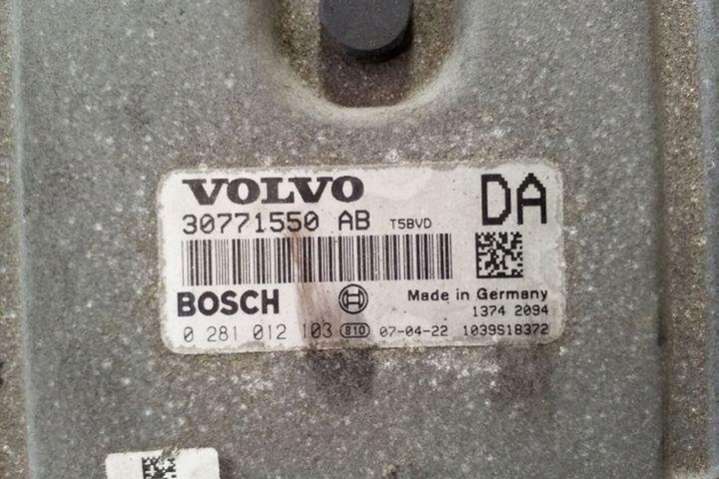 VOLVO
30771550 AB T5BVD
DA
BOSCH
Made in Germany
1374 2094
0 281 012 103 810 07-04-22 1039S18372